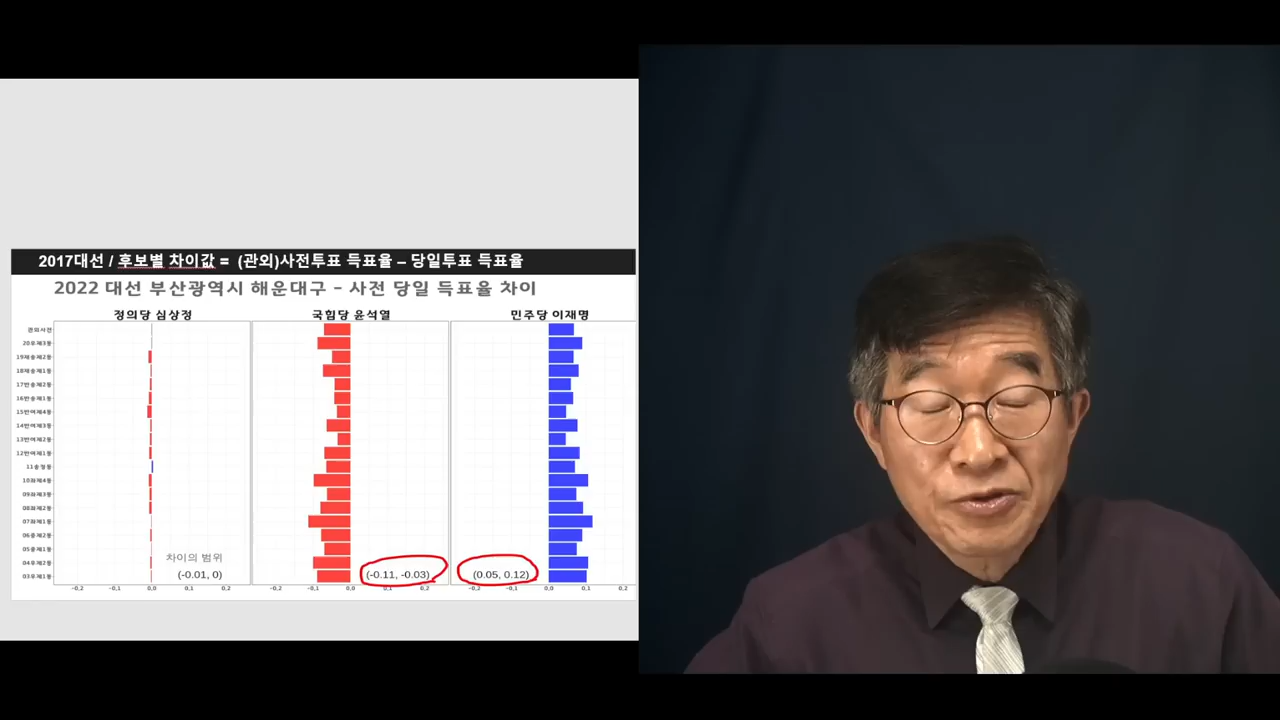 2017대선 / 후보별 차이값 = (관외)사전투표 득표율 – 당일투표 득표율
2022 대선 부산광역시 해운대구 - 사전 당일 득표율 차이
정의당 심상정 국힘당 윤석열 민주당 이재명
관외사전
20우제3동
19재송제2동
18재송제1동
17반송제2동
16반송제1동
15반여제4동
14반여제3동
13반여제2동
12반여제1동
11송정동
10좌제4동
09좌제3동
08좌제2동
07좌제1동
06중제2동
05중제1동
04우제2동
03우제1동
차이의 범위
(-0.01, 0) (-0.11, -0.03) (0.05, 0.12)
-0.2 -0.1 0.0 0.1 0.2 -0.2 -0.1 0.0 0.1 0.2 -0.2 -0.1 0.0 0.1 0.2